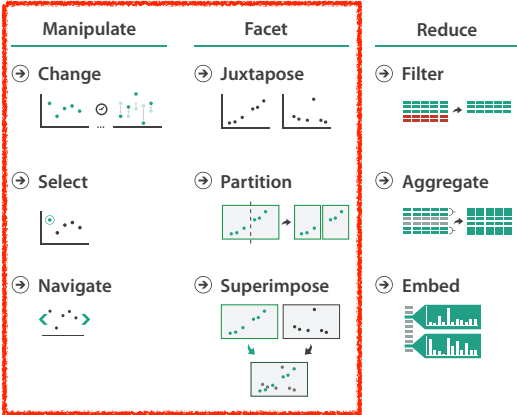 Manipulate
Facet
Reduce
Change
Juxtapose
Filter
...
Select
Partition
Aggregate
Navigate
Superimpose
Embed